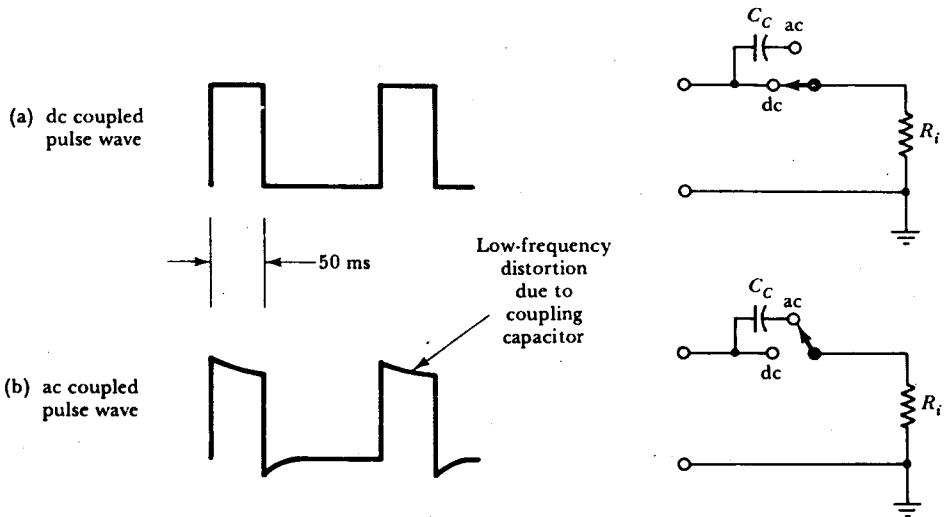 C_C ac
(a) dc coupled
pulse wave
dc
R_i
50 ms
Low-frequency
distortion
due to
coupling
capacitor
C_C ac
(b) ac coupled
pulse wave
dc
R_i